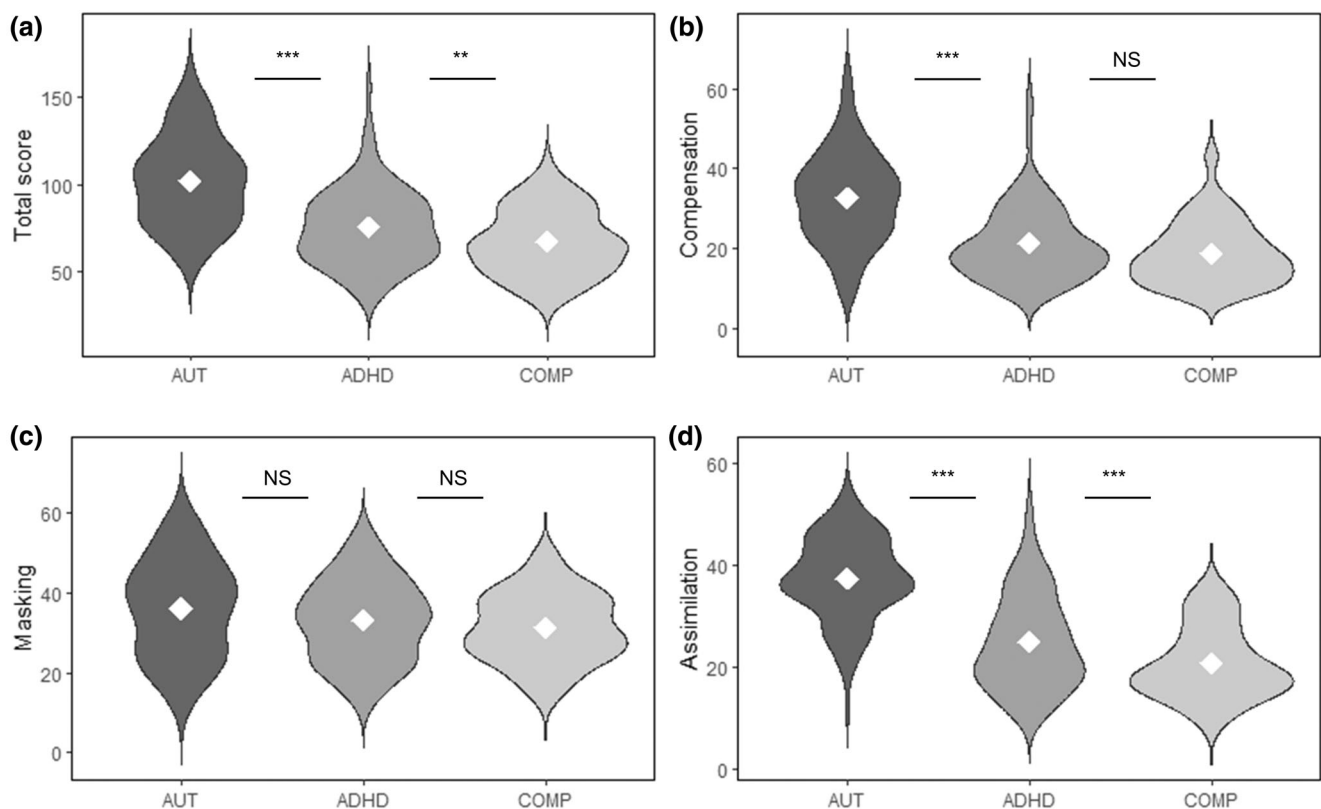 (a)
Total score
150
100
50
*** **
AUT ADHD COMP
(b)
Compensation
60
40
20
0
*** NS
AUT ADHD COMP
(c)
Masking
60
40
20
0
NS NS
AUT ADHD COMP
(d)
Assimilation
60
40
20
0
*** ***
AUT ADHD COMP